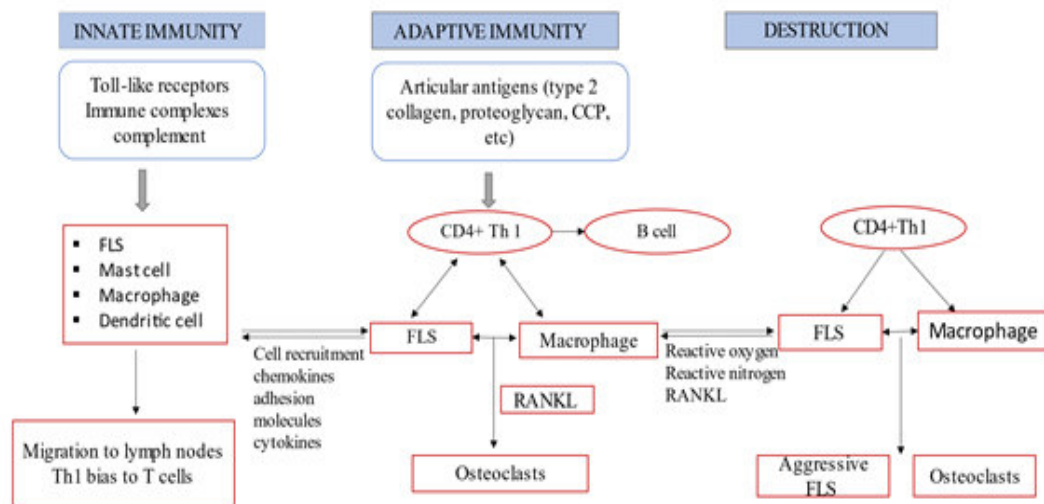 INNATE IMMUNITY
Toll-like receptors
Immune complexes
complement
FLS
Mast cell
Macrophage
Dendritic cell
Migration to lymph nodes
Th1 bias to T cells
Cell recruitment
chemokines
adhesion
molecules
cytokines
ADAPTIVE IMMUNITY
Articular antigens (type 2
collagen, proteoglycan, CCP,
etc)
CD4+ Th 1
B cell
FLS
Macrophage
RANKL
Osteoclasts
Reactive oxygen
Reactive nitrogen
RANKL
DESTRUCTION
CD4+Th1
FLS
Macrophage
Aggressive
FLS
Osteoclasts